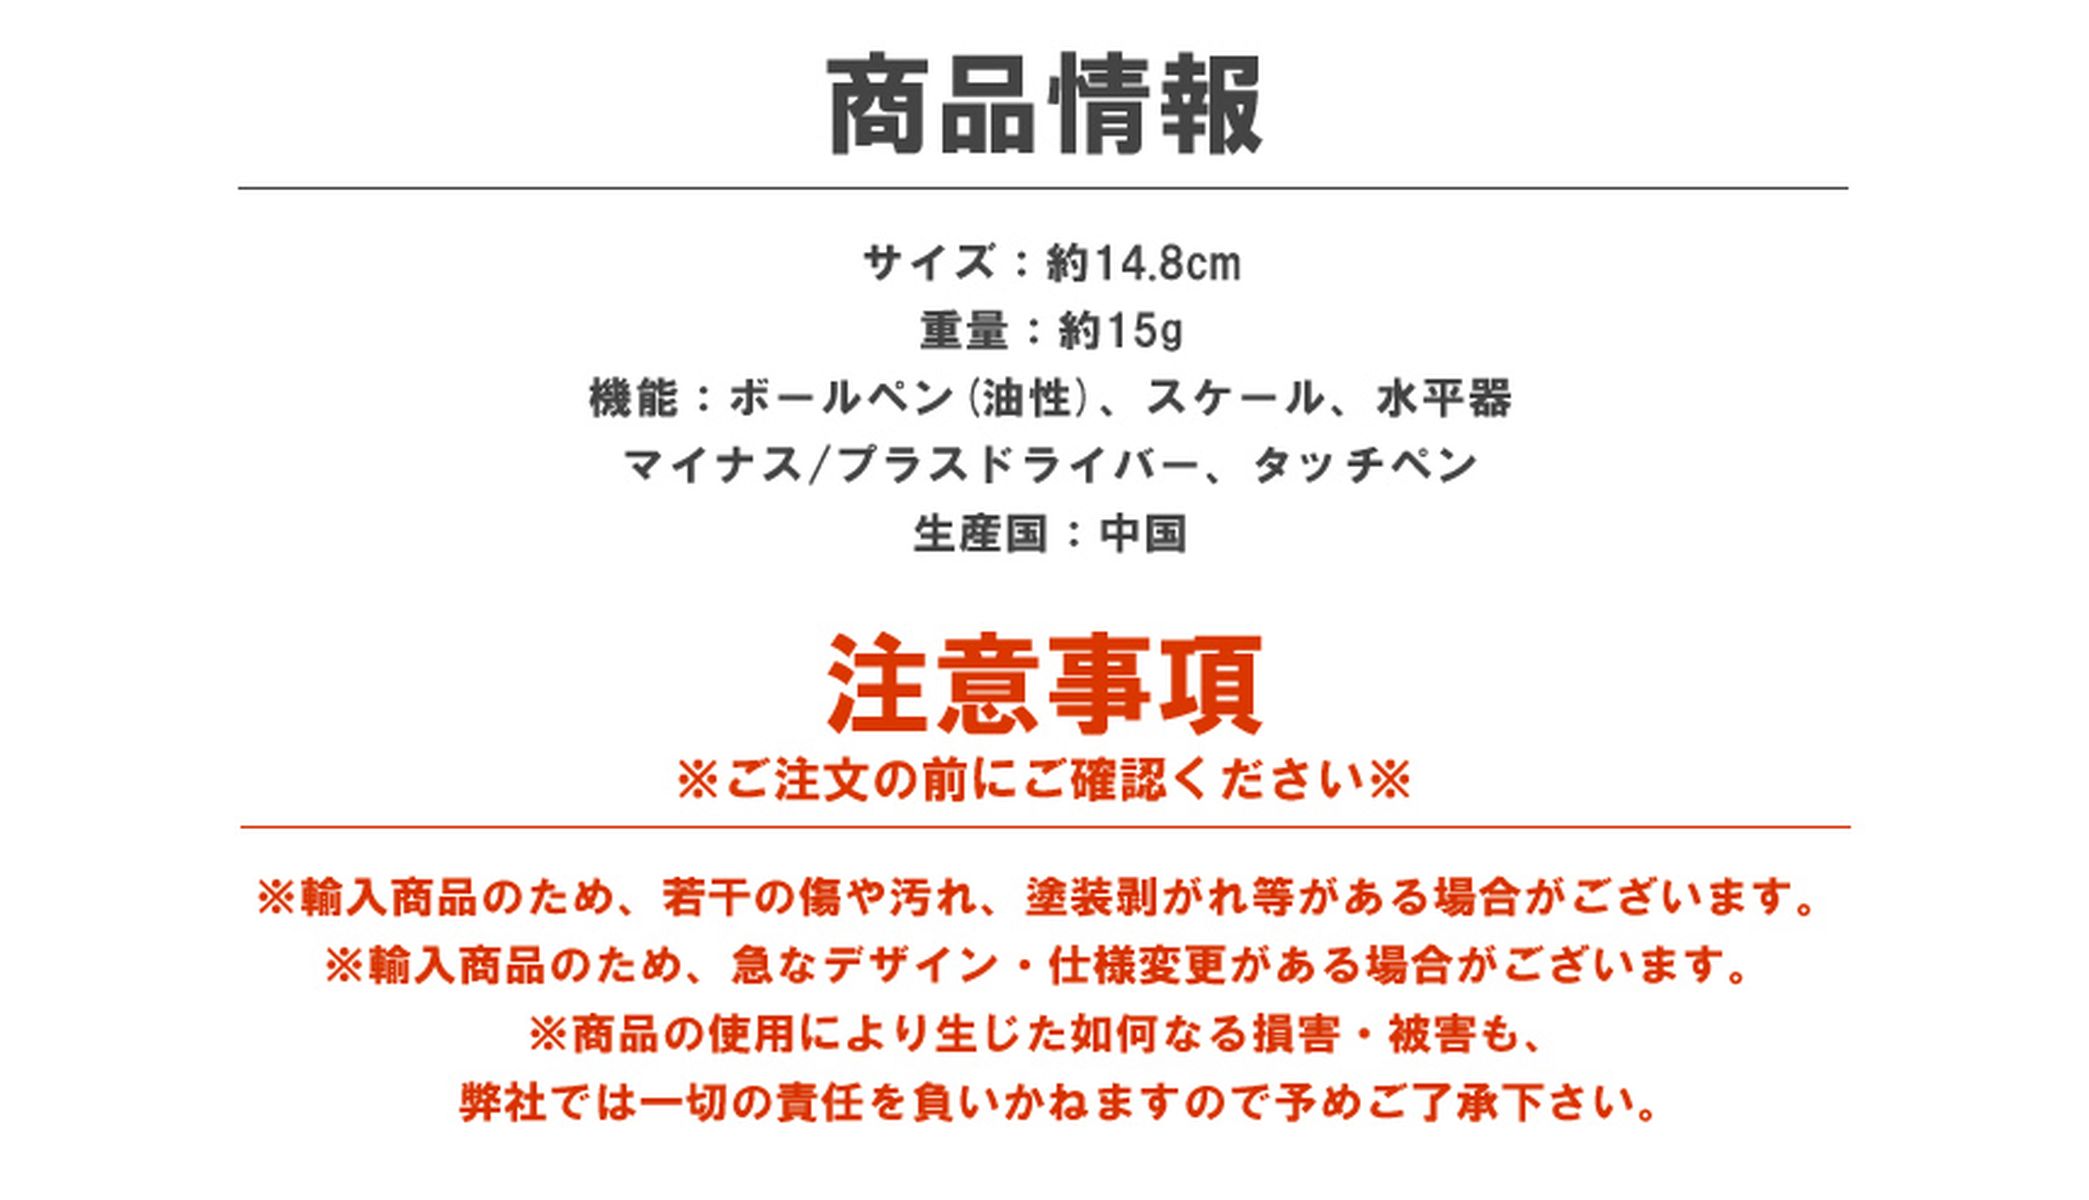 商品情報
サイズ：約14.8cm
重量：約15g
機能：ボールペン(油性)、スケール、水平器
マイナス/プラスドライバー、タッチペン
生産国：中国
注意事項
※ご注文の前にご確認ください※
※輸入商品のため、若干の傷や汚れ、塗装剥がれ等がある場合がございます。
※輸入商品のため、急なデザイン・仕様変更がある場合がございます。
※商品の使用により生じた如何なる損害・被害も、
弊社では一切の責任を負いかねますので予めご了承下さい。